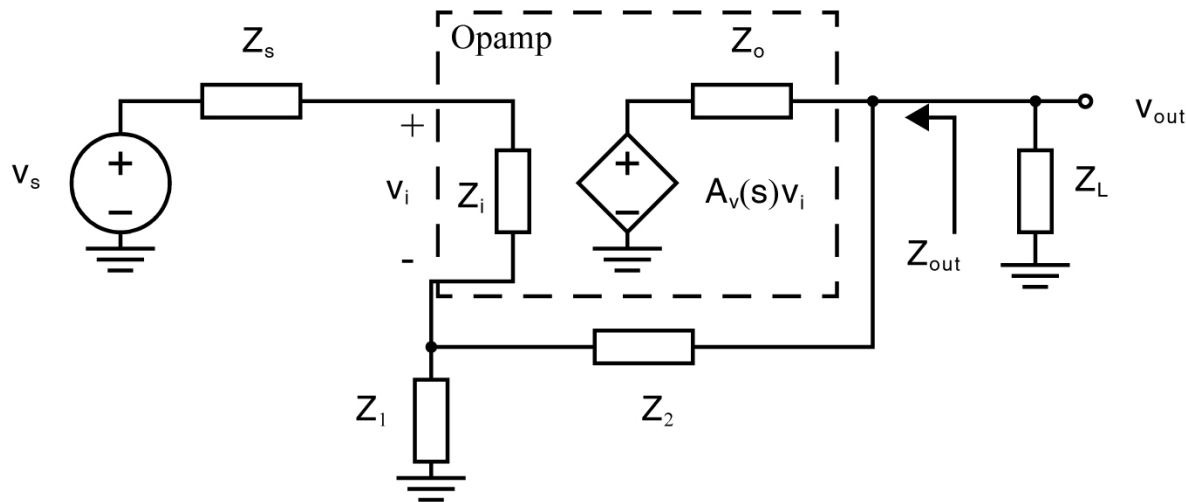 Opamp
Zs
Zo
+
+
+
vout
vs
vi
Zi
Av(s)vi
ZL
−
−
-
Zout
Z1
Z2